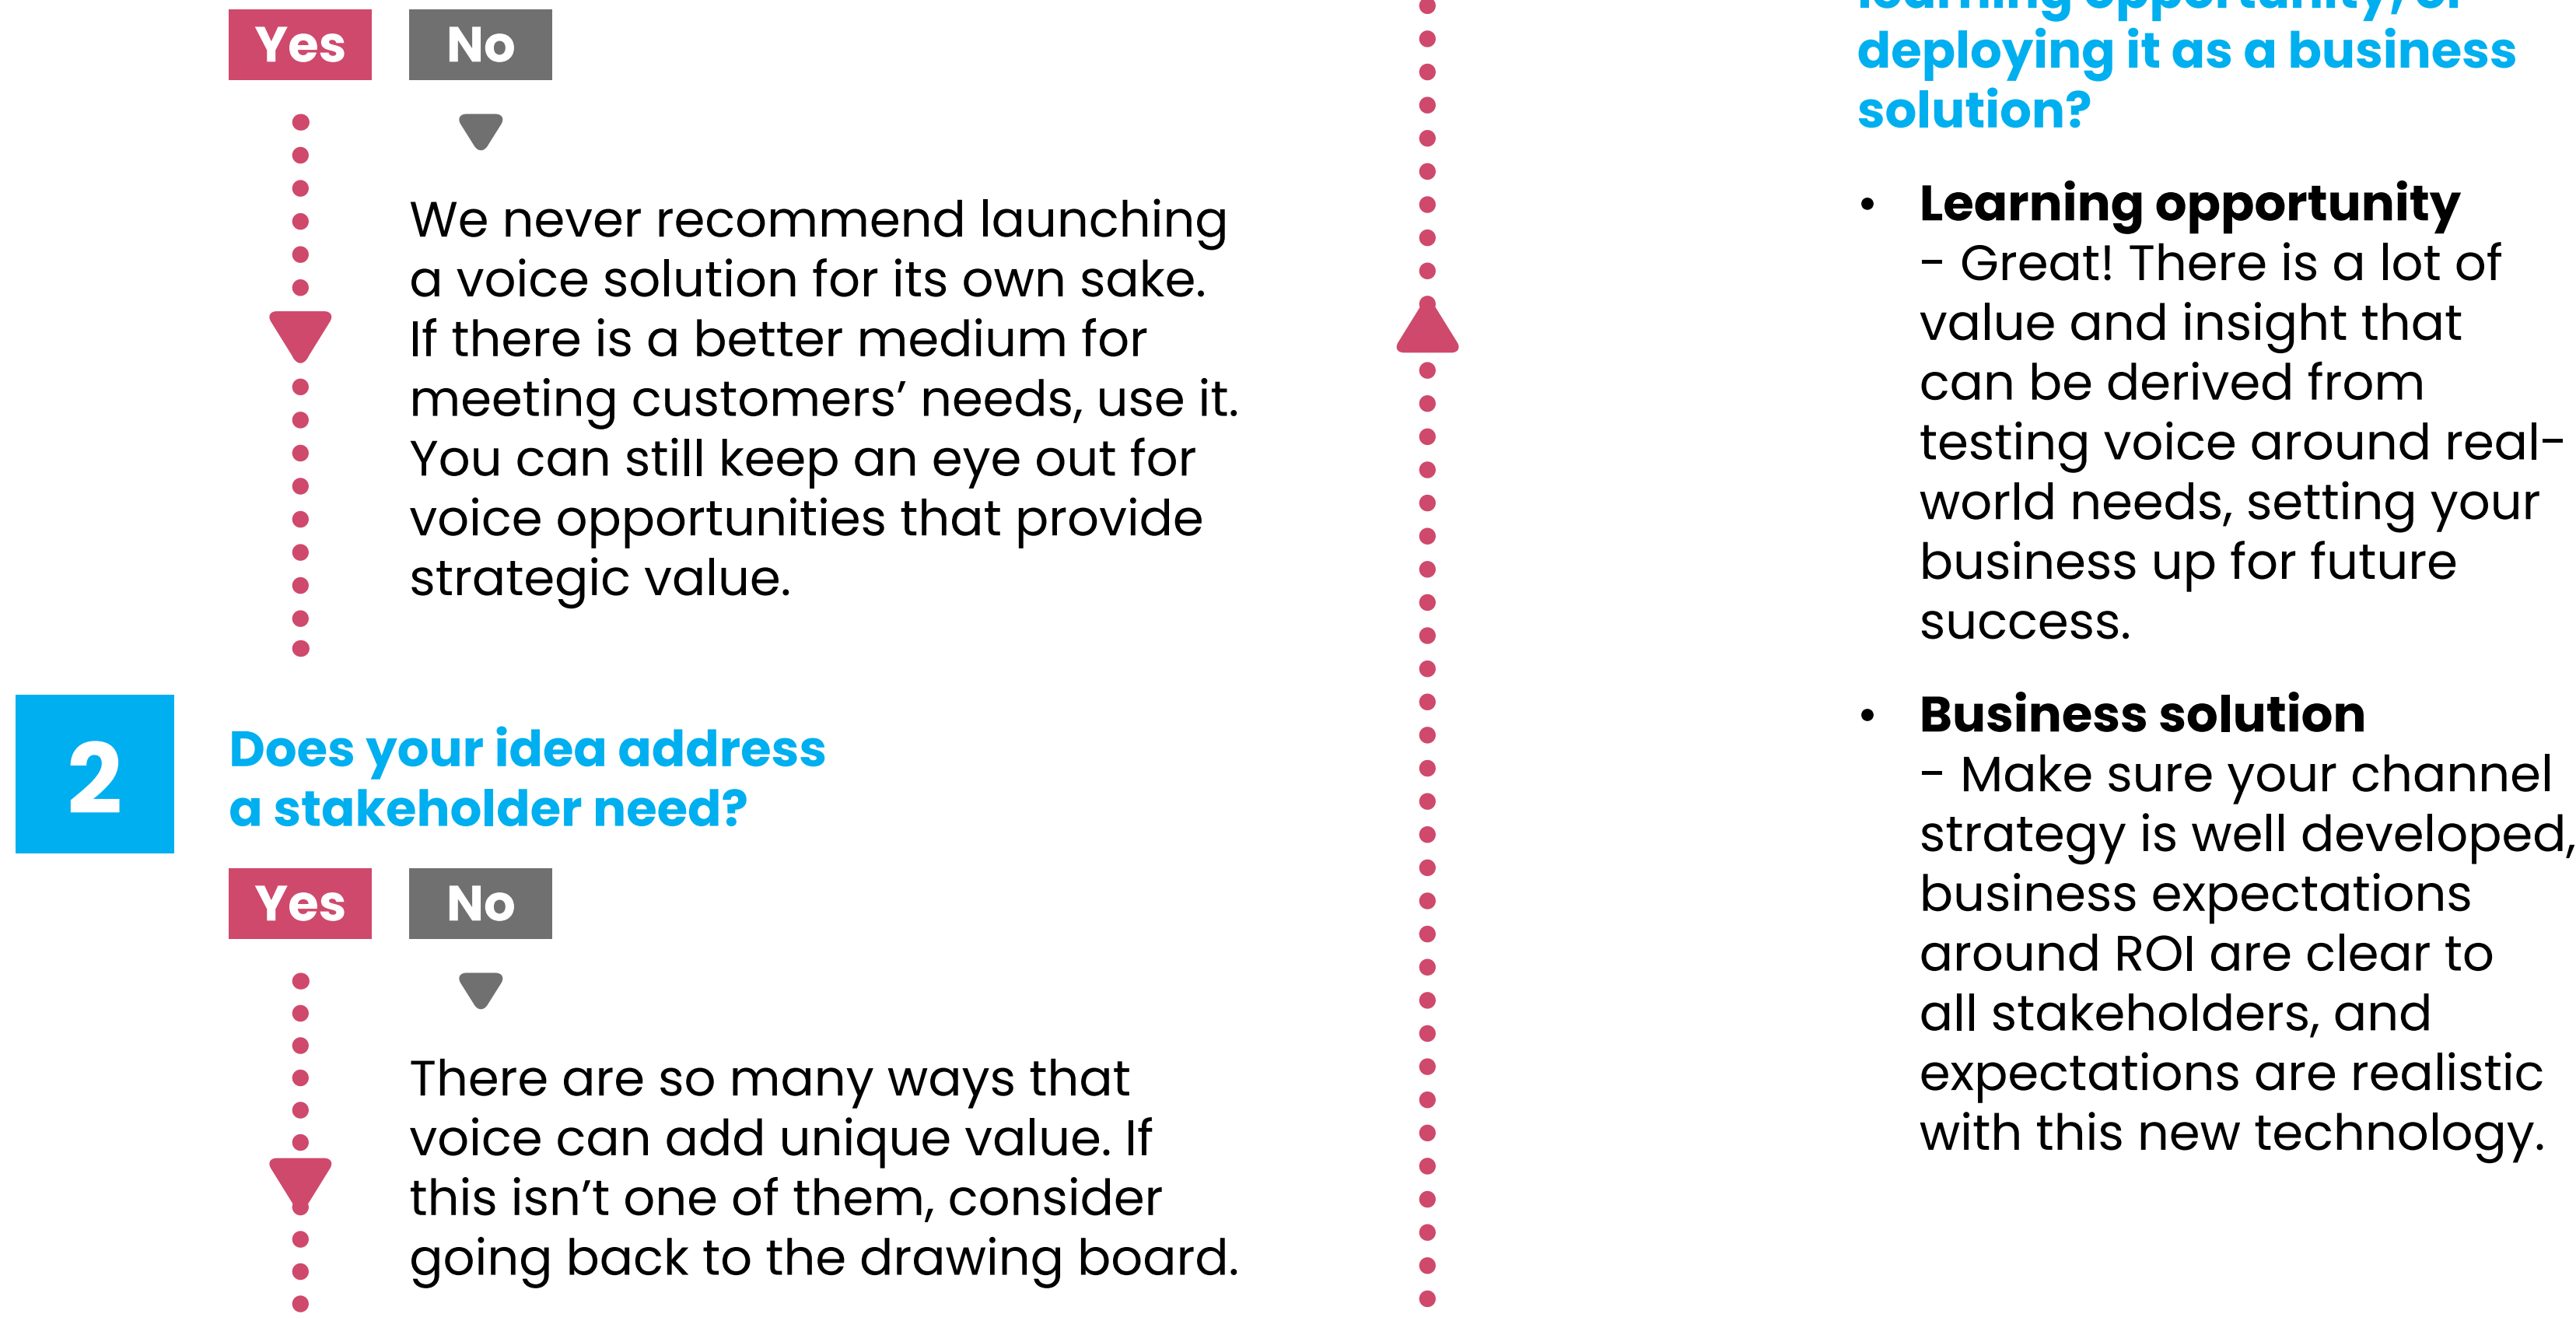 Yes No
We never recommend launching
a voice solution for its own sake.
If there is a better medium for
meeting customers’ needs, use it.
You can still keep an eye out for
voice opportunities that provide
strategic value.
2
Does your idea address
a stakeholder need?
Yes No
There are so many ways that
voice can add unique value. If
this isn’t one of them, consider
going back to the drawing board.
learning opportunity, or
deploying it as a business
solution?
• Learning opportunity
- Great! There is a lot of
value and insight that
can be derived from
testing voice around real-
world needs, setting your
business up for future
success.
• Business solution
- Make sure your channel
strategy is well developed,
business expectations
around ROI are clear to
all stakeholders, and
expectations are realistic
with this new technology.